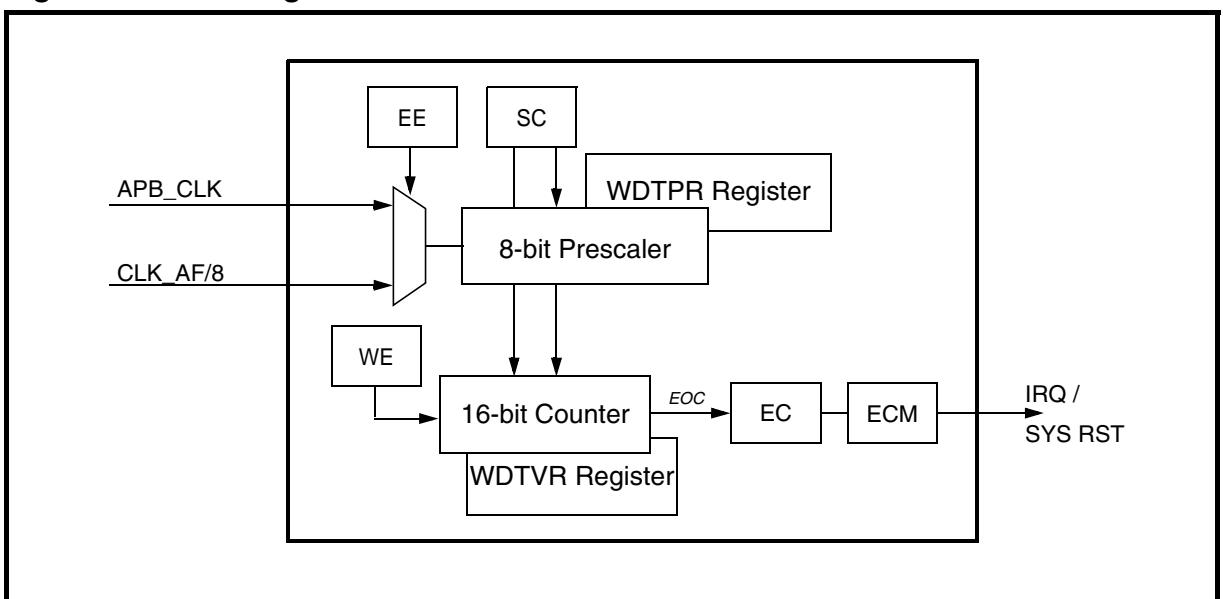 EE
SC
APB_CLK
WDTPR Register
8-bit Prescaler
CLK_AF/8
WE
16-bit Counter
EOC
EC
ECM
IRQ /
SYS RST
WDTVR Register